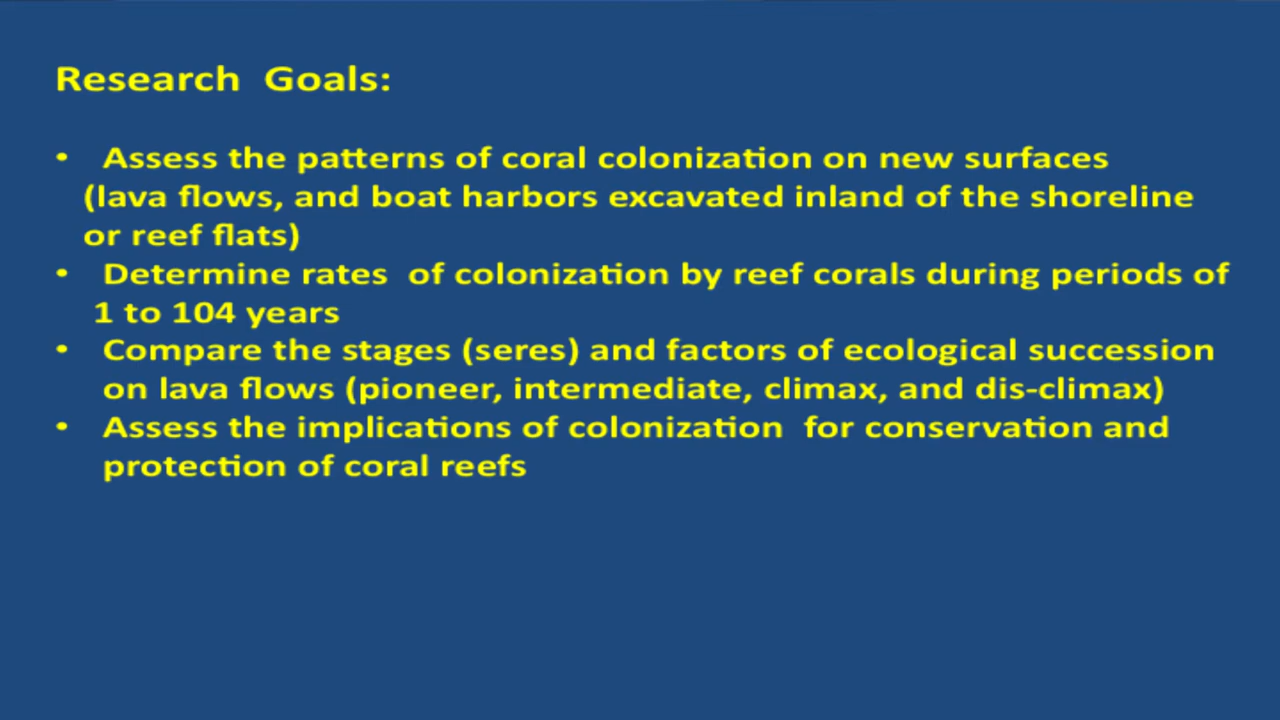 Research Goals:
• Assess the patterns of coral colonization on new surfaces
(lava flows, and boat harbors excavated inland of the shoreline
or reef flats)
• Determine rates of colonization by reef corals during periods of
1 to 104 years
• Compare the stages (seres) and factors of ecological succession
on lava flows (pioneer, intermediate, climax, and dis-climax)
• Assess the implications of colonization for conservation and
protection of coral reefs